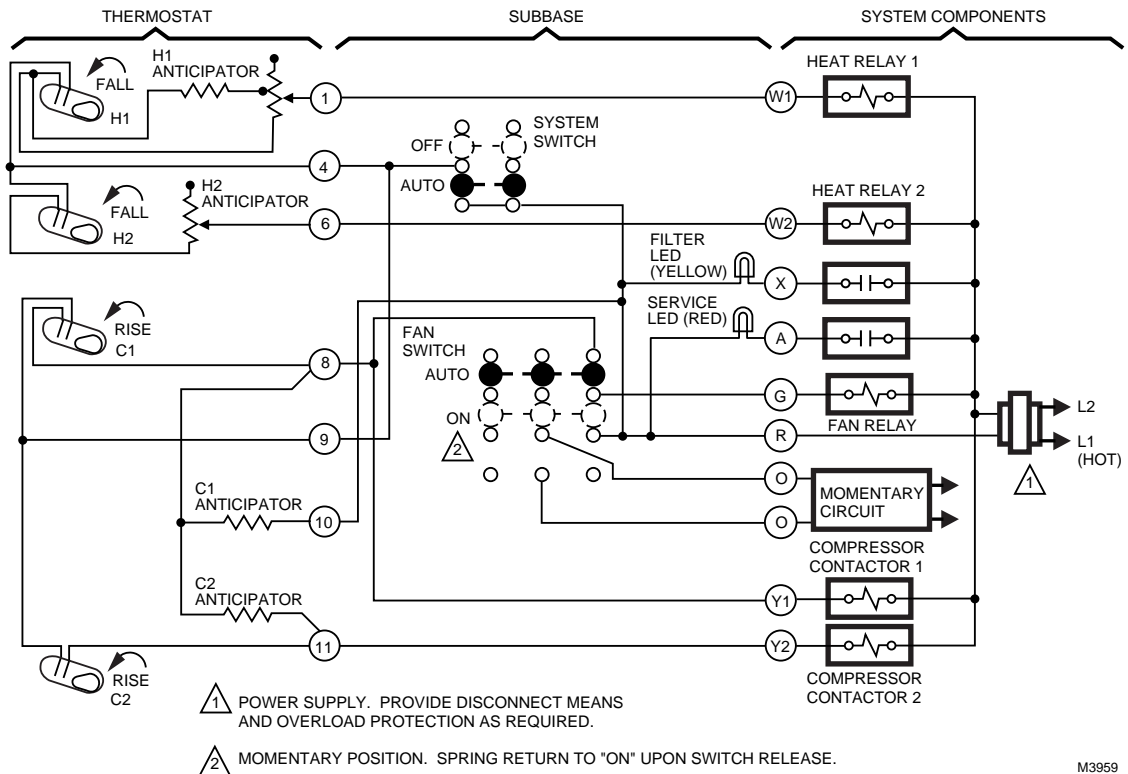 THERMOSTAT
SUBBASE
SYSTEM COMPONENTS
H1
ANTICIPATOR
FALL
H1
1
W1
HEAT RELAY 1
OFF
SYSTEM
SWITCH
4
AUTO
H2
ANTICIPATOR
FALL
H2
6
W2
HEAT RELAY 2
FILTER
LED
(YELLOW)
X
SERVICE
LED (RED)
A
RISE
C1
8
FAN
SWITCH
AUTO
G
FAN RELAY
ON
2
9
R
L2
L1
(HOT)
1
C1
ANTICIPATOR
10
O
O
MOMENTARY
CIRCUIT
COMPRESSOR
CONTACTOR 1
C2
ANTICIPATOR
Y1
11
Y2
RISE
C2
COMPRESSOR
CONTACTOR 2
1 POWER SUPPLY. PROVIDE DISCONNECT MEANS
AND OVERLOAD PROTECTION AS REQUIRED.
2 MOMENTARY POSITION. SPRING RETURN TO "ON" UPON SWITCH RELEASE.
M3959